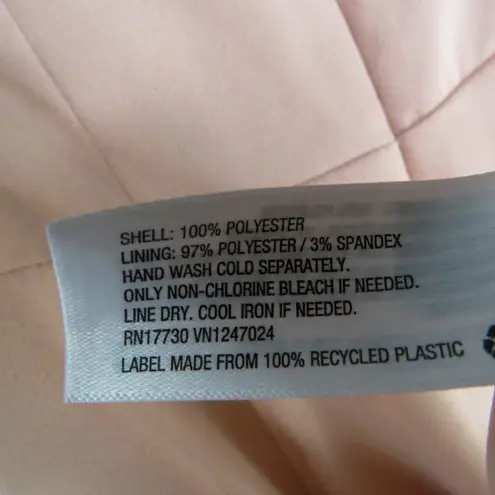 SHELL: 100% POLYESTER
LINING: 97% POLYESTER / 3% SPANDEX
HAND WASH COLD SEPARATELY.
ONLY NON-CHLORINE BLEACH IF NEEDED.
LINE DRY. COOL IRON IF NEEDED.
RN17730 VN1247024
LABEL MADE FROM 100% RECYCLED PLASTIC